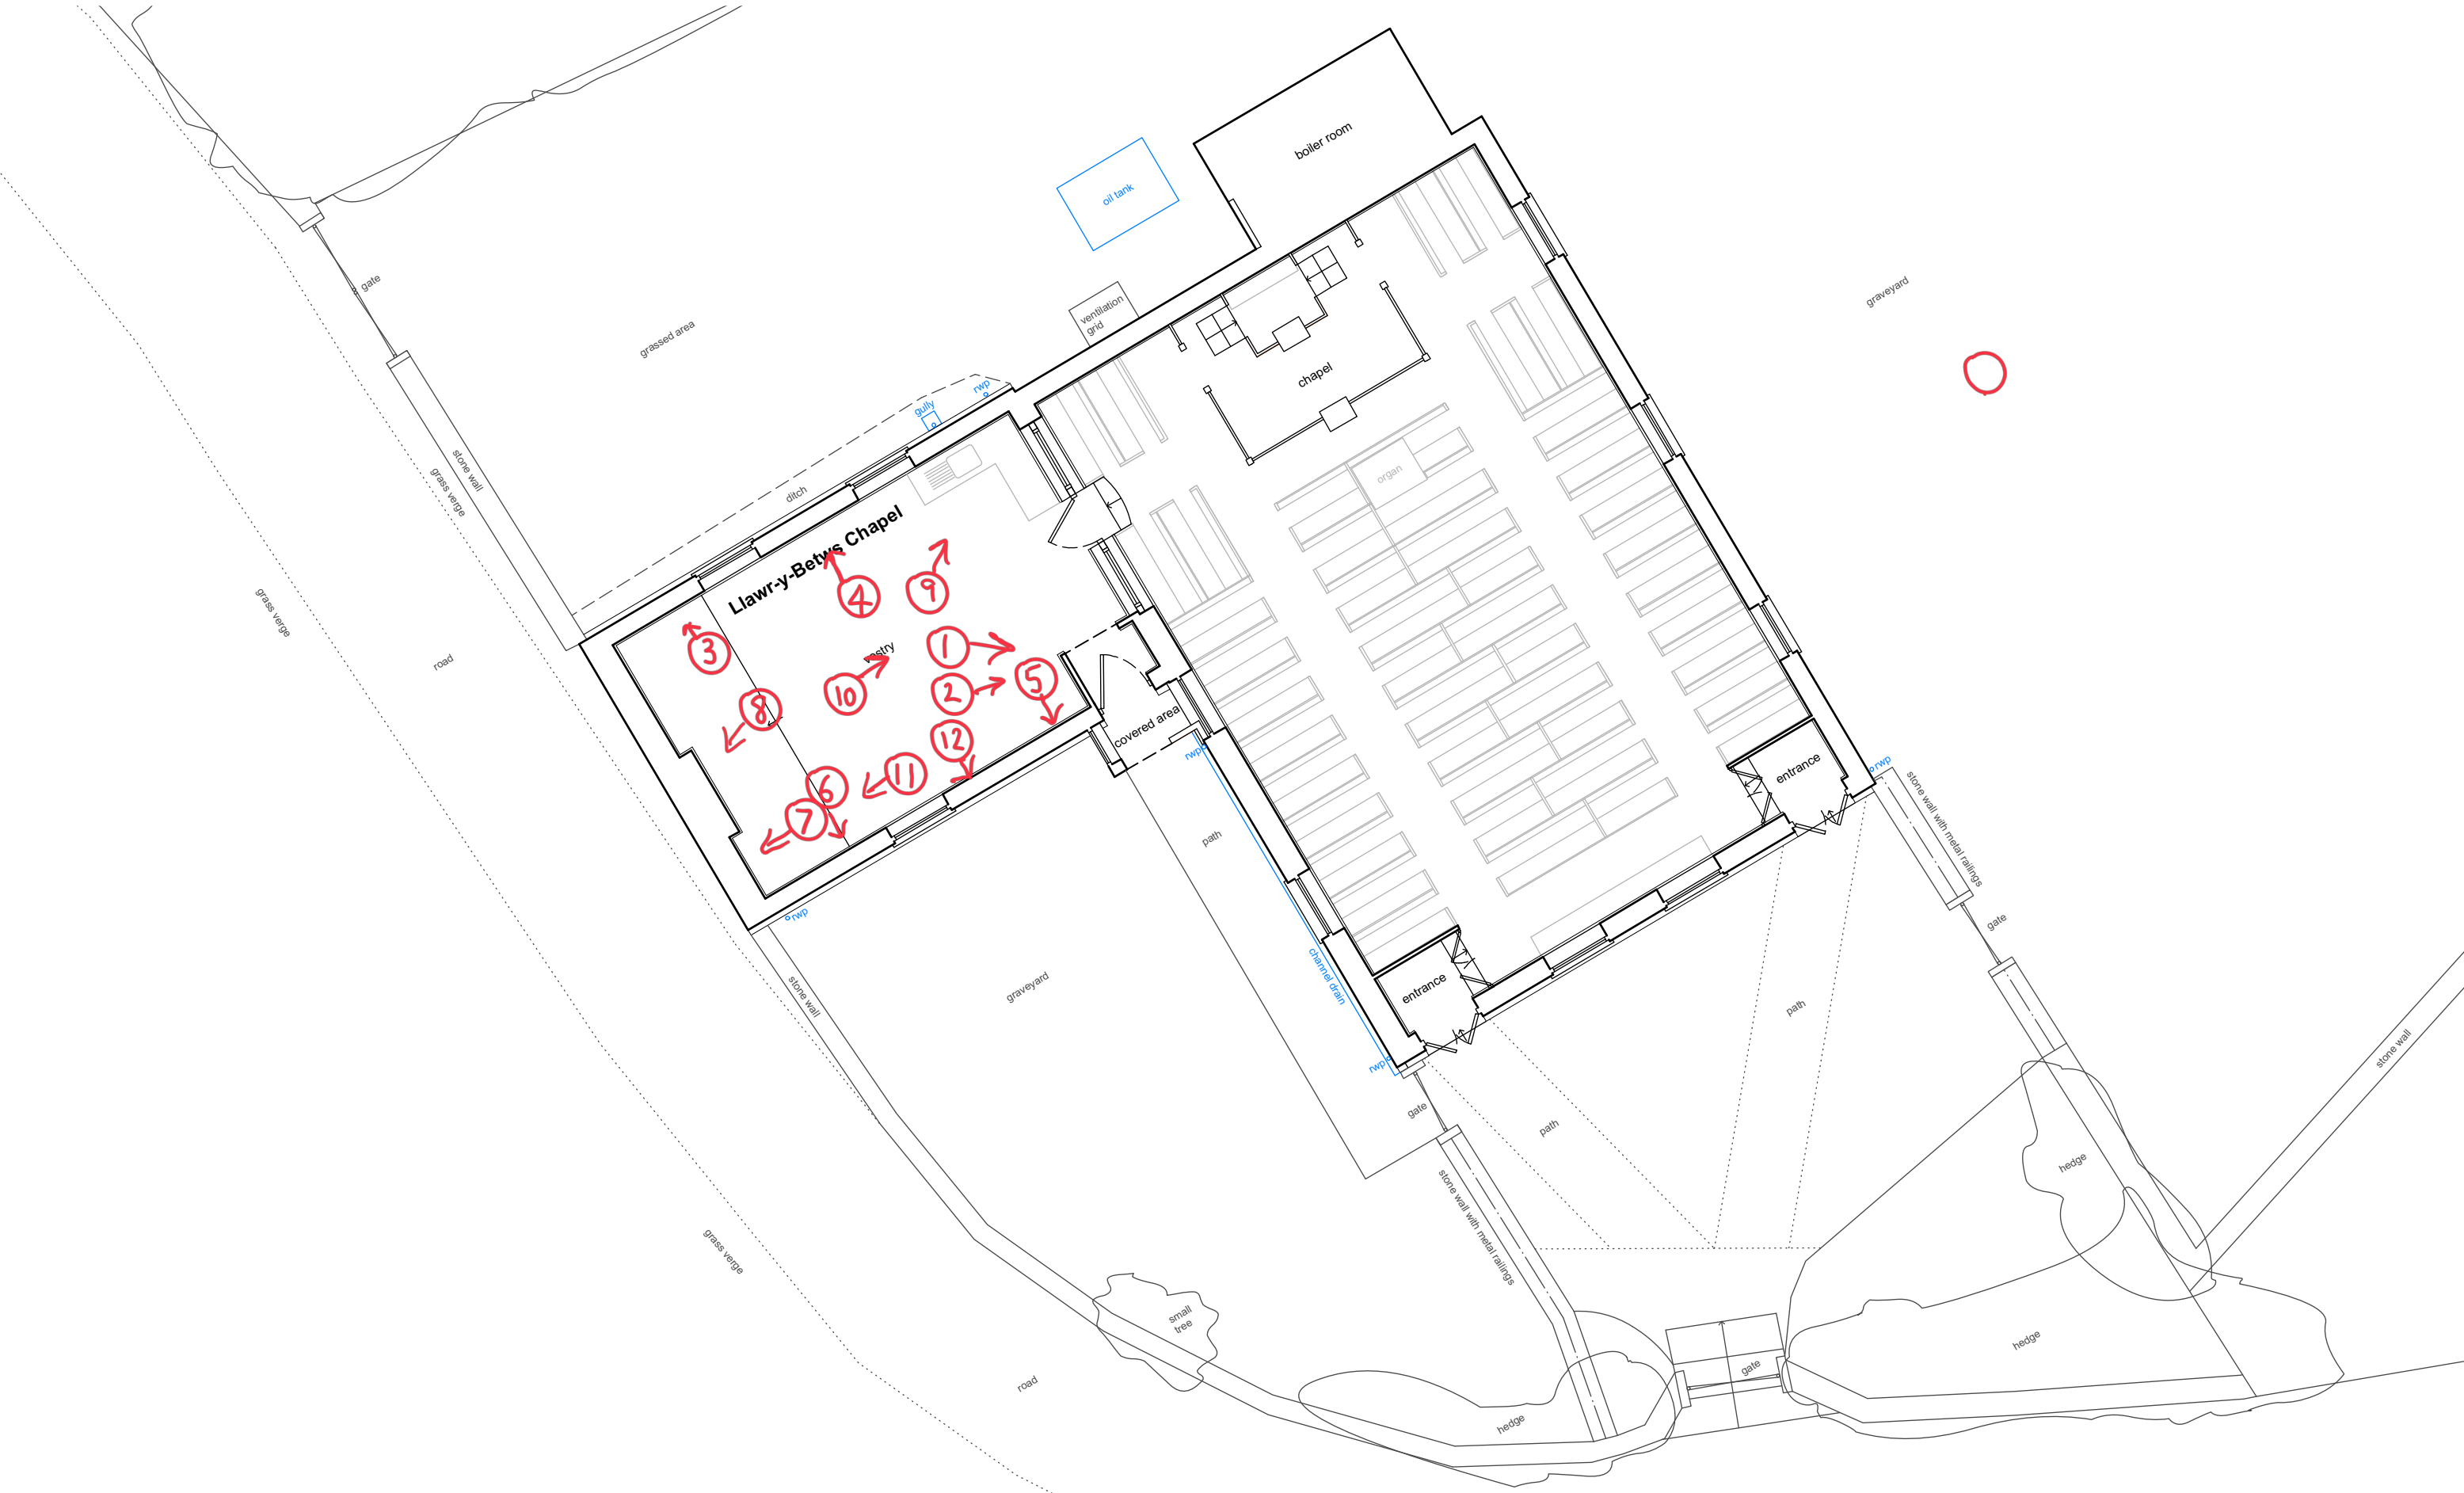 boiler room
oil tank
ventilation
grid
graveyard
gate
grassed area
chapel
rwp
gully
stone wall
grass verge
organ
ditch
Llawr-y-Betws Chapel
4
9
grass verge
road
3
1
2
5
10
8
12
11
6
7
covered area
rwp
entrance
rwp
stone wall with metal railings
path
rwp
gate
graveyard
stone wall
channel drain
entrance
path
stone wall
rwp
gate
path
hedge
stone wall with metal railings
grass verge
small
tree
road
gate
hedge
hedge